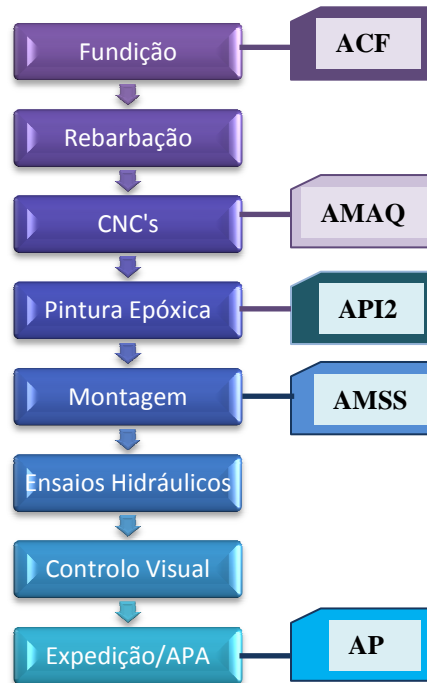 Fundição
ACF
Rebarbação
CNC's
AMAQ
Pintura Epóxica
API2
Montagem
AMSS
Ensaios Hidráulicos
Controlo Visual
Expedição/APA
AP